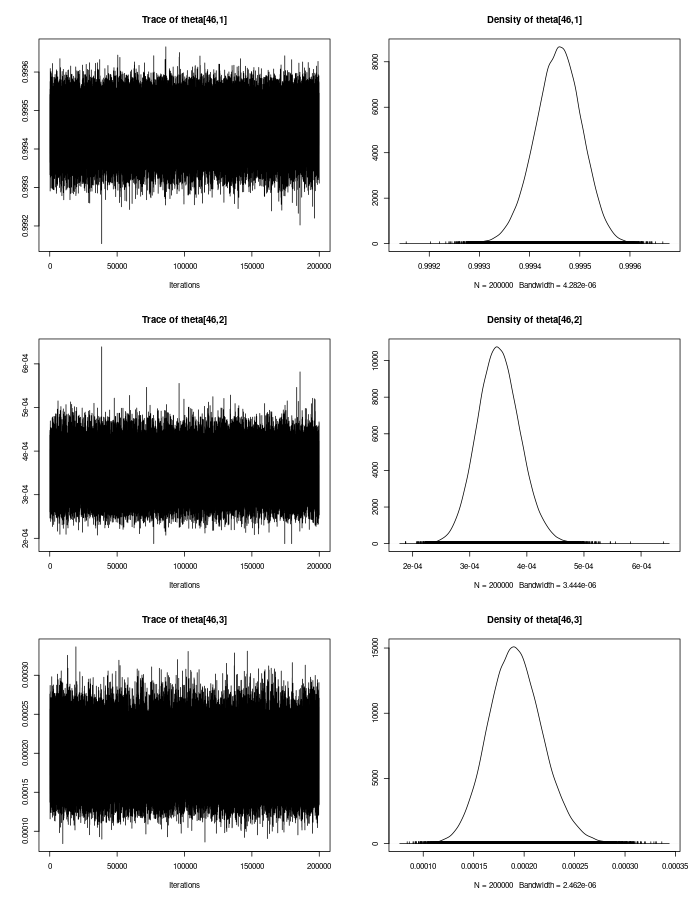 Trace of theta[46,1]
0.9992 0.9993 0.9994 0.9995 0.9996
0 50000 100000 150000 200000
Iterations
Density of theta[46,1]
0 2000 4000 6000 8000
0.9992 0.9993 0.9994 0.9995 0.9996
N = 200000 Bandwidth = 4.282e-06
Trace of theta[46,2]
2e-04 3e-04 4e-04 5e-04 6e-04
0 50000 100000 150000 200000
Iterations
Density of theta[46,2]
0 2000 4000 6000 8000 10000
2e-04 3e-04 4e-04 5e-04 6e-04
N = 200000 Bandwidth = 3.444e-06
Trace of theta[46,3]
0.00010 0.00015 0.00020 0.00025 0.00030
0 50000 100000 150000 200000
Iterations
Density of theta[46,3]
0 5000 10000 15000
0.00010 0.00015 0.00020 0.00025 0.00030 0.00035
N = 200000 Bandwidth = 2.462e-06